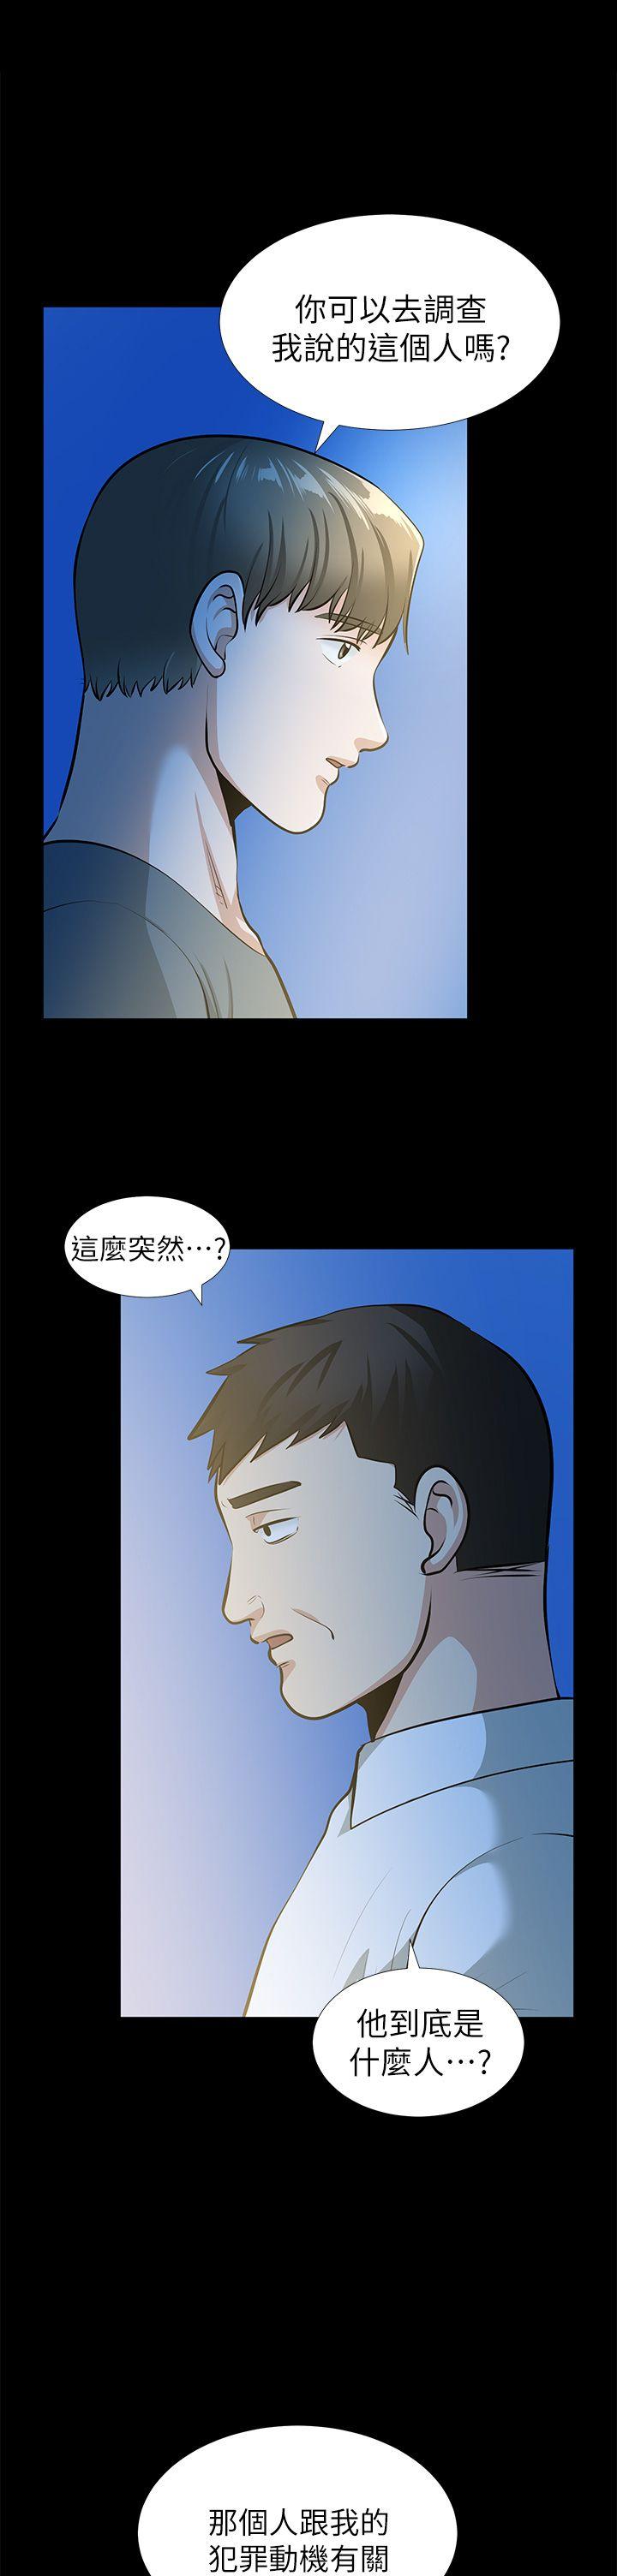 你可以去調查
我說的這個人嗎?
這麼突然…?
他到底是
什麼人…?
那個人跟我的
犯罪動機有關